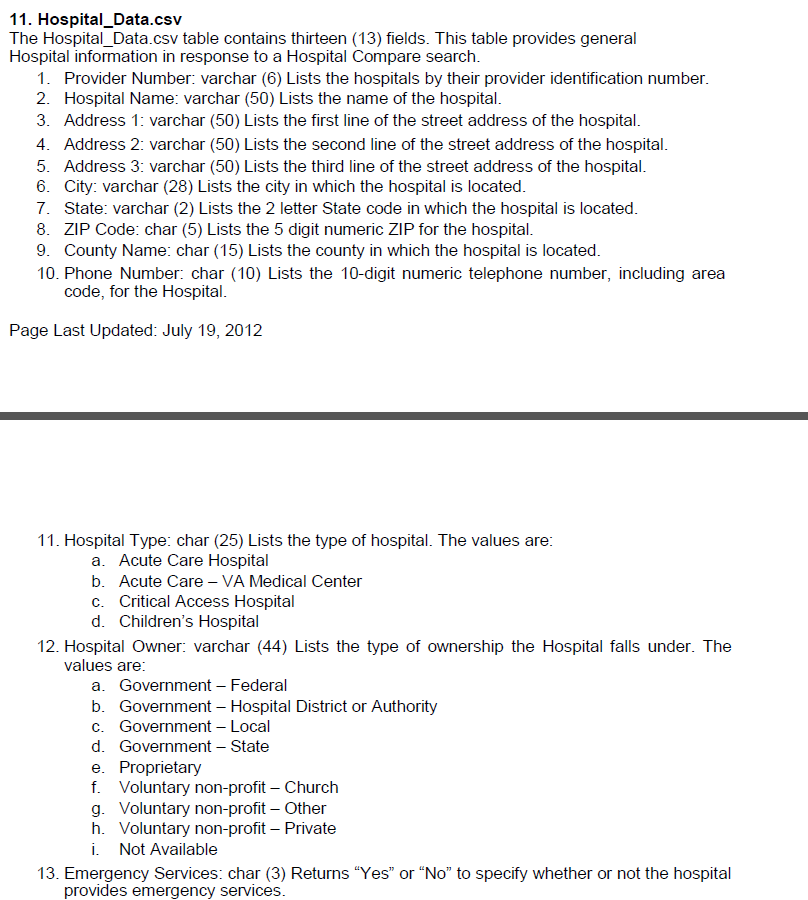 11. Hospital_Data.csv
The Hospital_Data.csv table contains thirteen (13) fields. This table provides general
Hospital information in response to a Hospital Compare search.
1. Provider Number: varchar (6) Lists the hospitals by their provider identification number.
2. Hospital Name: varchar (50) Lists the name of the hospital.
3. Address 1: varchar (50) Lists the first line of the street address of the hospital.
4. Address 2: varchar (50) Lists the second line of the street address of the hospital.
5. Address 3: varchar (50) Lists the third line of the street address of the hospital.
6. City: varchar (28) Lists the city in which the hospital is located.
7. State: varchar (2) Lists the 2 letter State code in which the hospital is located.
8. ZIP Code: char (5) Lists the 5 digit numeric ZIP for the hospital.
9. County Name: char (15) Lists the county in which the hospital is located.
10. Phone Number: char (10) Lists the 10-digit numeric telephone number, including area
code, for the Hospital.
Page Last Updated: July 19, 2012
11. Hospital Type: char (25) Lists the type of hospital. The values are:
a. Acute Care Hospital
b. Acute Care – VA Medical Center
c. Critical Access Hospital
d. Children’s Hospital
12. Hospital Owner: varchar (44) Lists the type of ownership the Hospital falls under. The
values are:
a. Government – Federal
b. Government – Hospital District or Authority
c. Government – Local
d. Government – State
e. Proprietary
f. Voluntary non-profit – Church
g. Voluntary non-profit – Other
h. Voluntary non-profit – Private
i. Not Available
13. Emergency Services: char (3) Returns “Yes” or “No” to specify whether or not the hospital
provides emergency services.